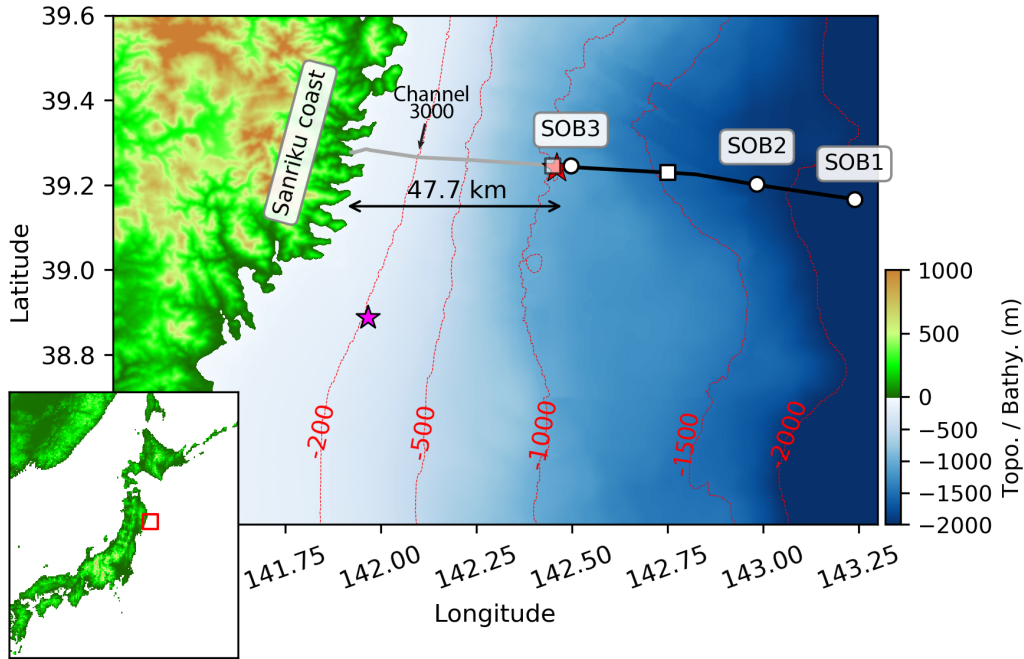 39.6
39.4
39.2
39.0
38.8
Latitude
Sanriku coast
Channel
3000
47.7 km
SOB3
SOB2
SOB1
-200
-500
-1000
-1500
-2000
141.75
142.00
142.25
142.50
142.75
143.00
143.25
Longitude
1000
500
0
−500
−1000
−1500
−2000
Topo. / Bathy. (m)